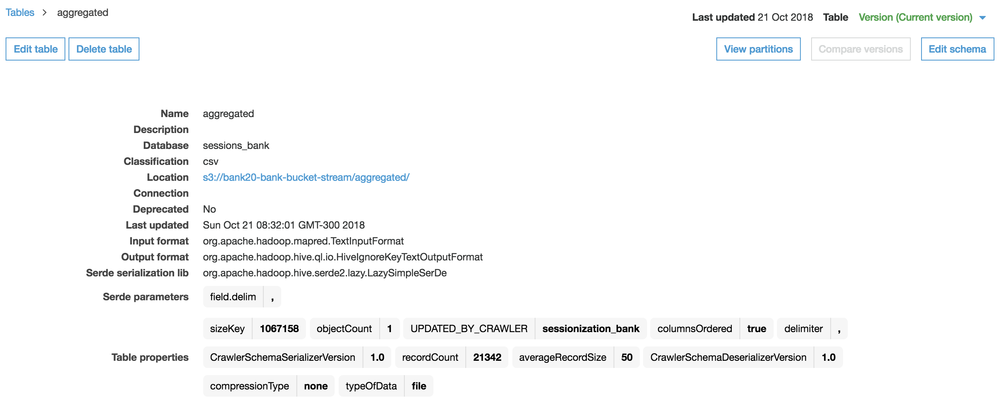 Tables > aggregated
Last updated 21 Oct 2018 Table Version (Current version)
Edit table Delete table View partitions Compare versions Edit schema
Name aggregated
Description
Database sessions_bank
Classification csv
Location s3://bank20-bank-bucket-stream/aggregated/
Connection
Deprecated No
Last updated Sun Oct 21 08:32:01 GMT-300 2018
Input format org.apache.hadoop.mapred.TextInputFormat
Output format org.apache.hadoop.hive.ql.io.HiveIgnoreKeyTextOutputFormat
Serde serialization lib org.apache.hadoop.hive.serde2.lazy.LazySimpleSerDe
Serde parameters field.delim ,
sizeKey 1067158 objectCount 1 UPDATED_BY_CRAWLER sessionization_bank columnsOrdered true delimiter ,
Table properties CrawlerSchemaSerializerVersion 1.0 recordCount 21342 averageRecordSize 50 CrawlerSchemaDeserializerVersion 1.0
compressionType none typeOfData file